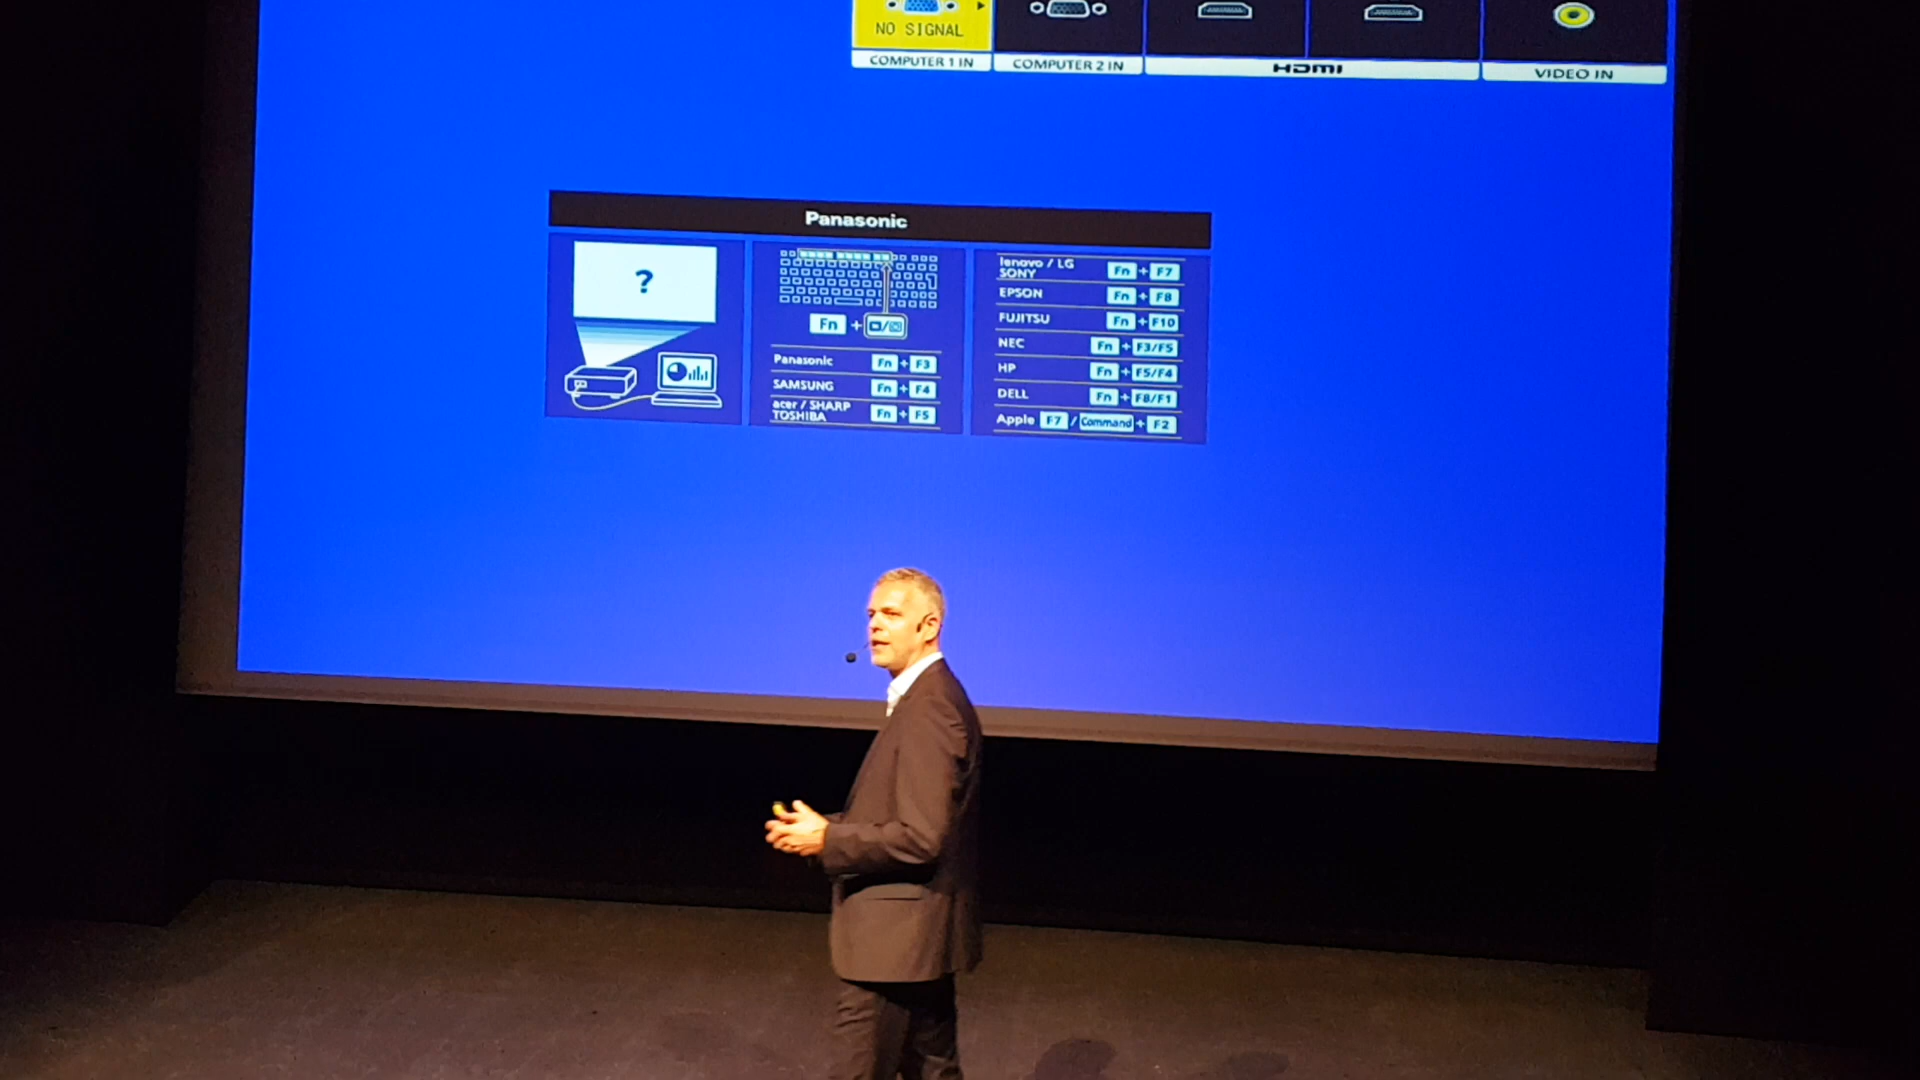 NO SIGNAL
COMPUTER 1 IN
COMPUTER 2 IN
HDMI
VIDEO IN
Panasonic
?
Fn +
Panasonic Fn + F3
SAMSUNG Fn + F4
acer / SHARP
TOSHIBA Fn + F5
lenovo / LG
SONY Fn + F7
EPSON Fn + F8
FUJITSU Fn + F10
NEC Fn + F3/F5
HP Fn + F5/F4
DELL Fn + F8/F1
Apple F7 / Command + F2